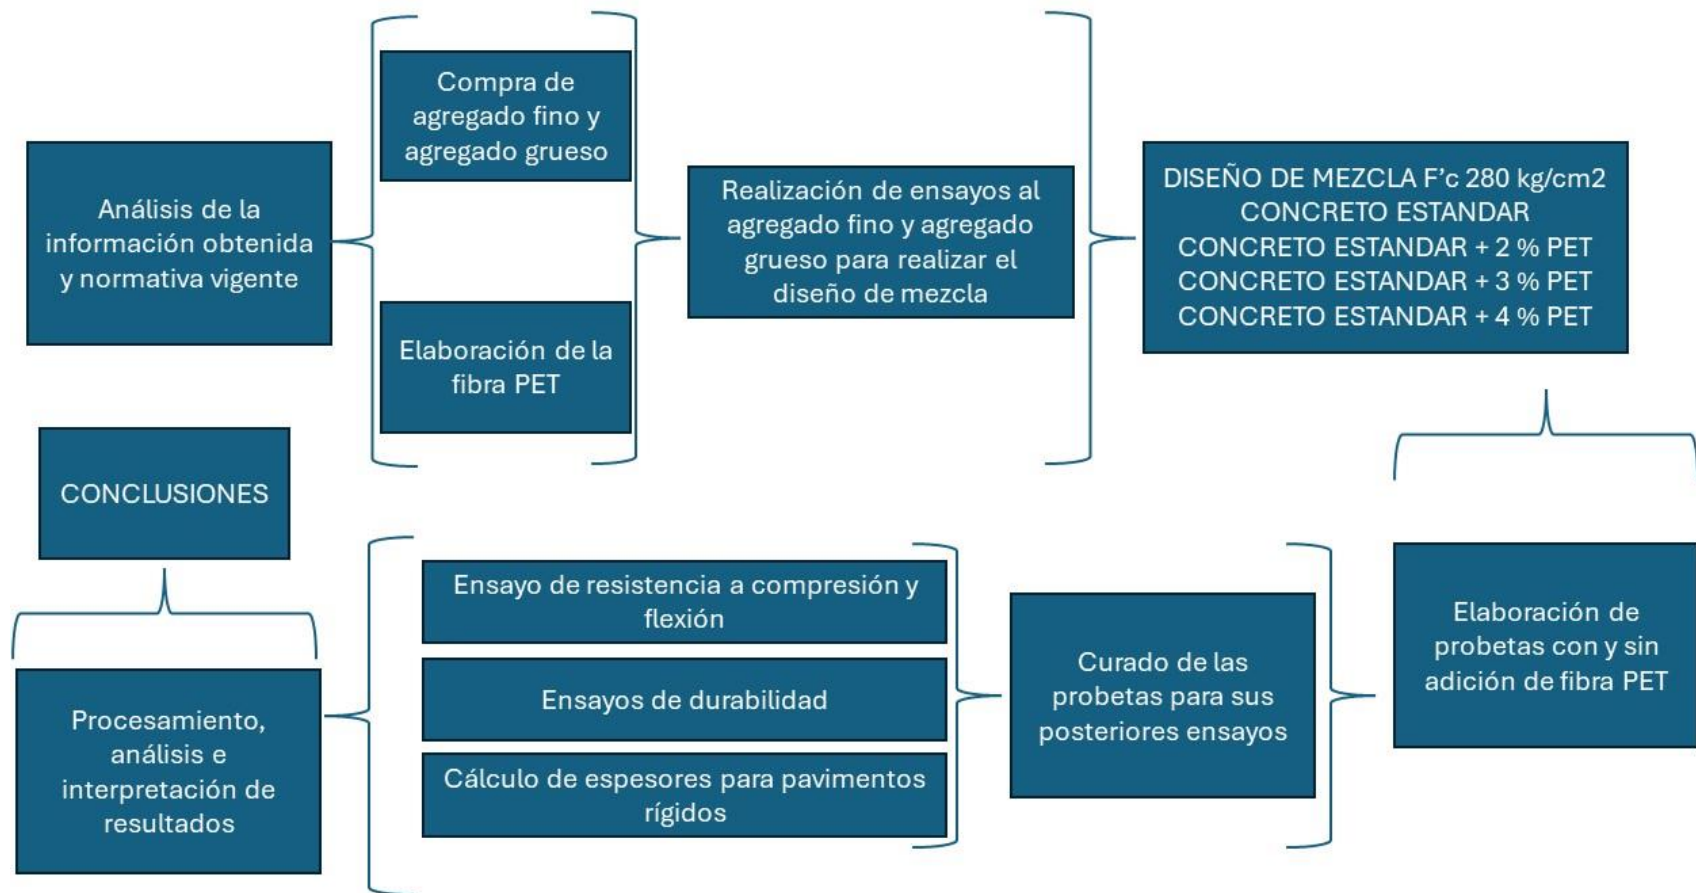 Análisis de la
información obtenida
y normativa vigente
Compra de
agregado fino y
agregado grueso
Elaboración de la
fibra PET
Realización de ensayos al
agregado fino y agregado
grueso para realizar el
diseño de mezcla
DISEÑO DE MEZCLA F’c 280 kg/cm2
CONCRETO ESTANDAR
CONCRETO ESTANDAR + 2 % PET
CONCRETO ESTANDAR + 3 % PET
CONCRETO ESTANDAR + 4 % PET
Elaboración de
probetas con y sin
adición de fibra PET
Curado de las
probetas para sus
posteriores ensayos
Ensayo de resistencia a compresión y
flexión
Ensayos de durabilidad
Cálculo de espesores para pavimentos
rígidos
Procesamiento,
análisis e
interpretación de
resultados
CONCLUSIONES